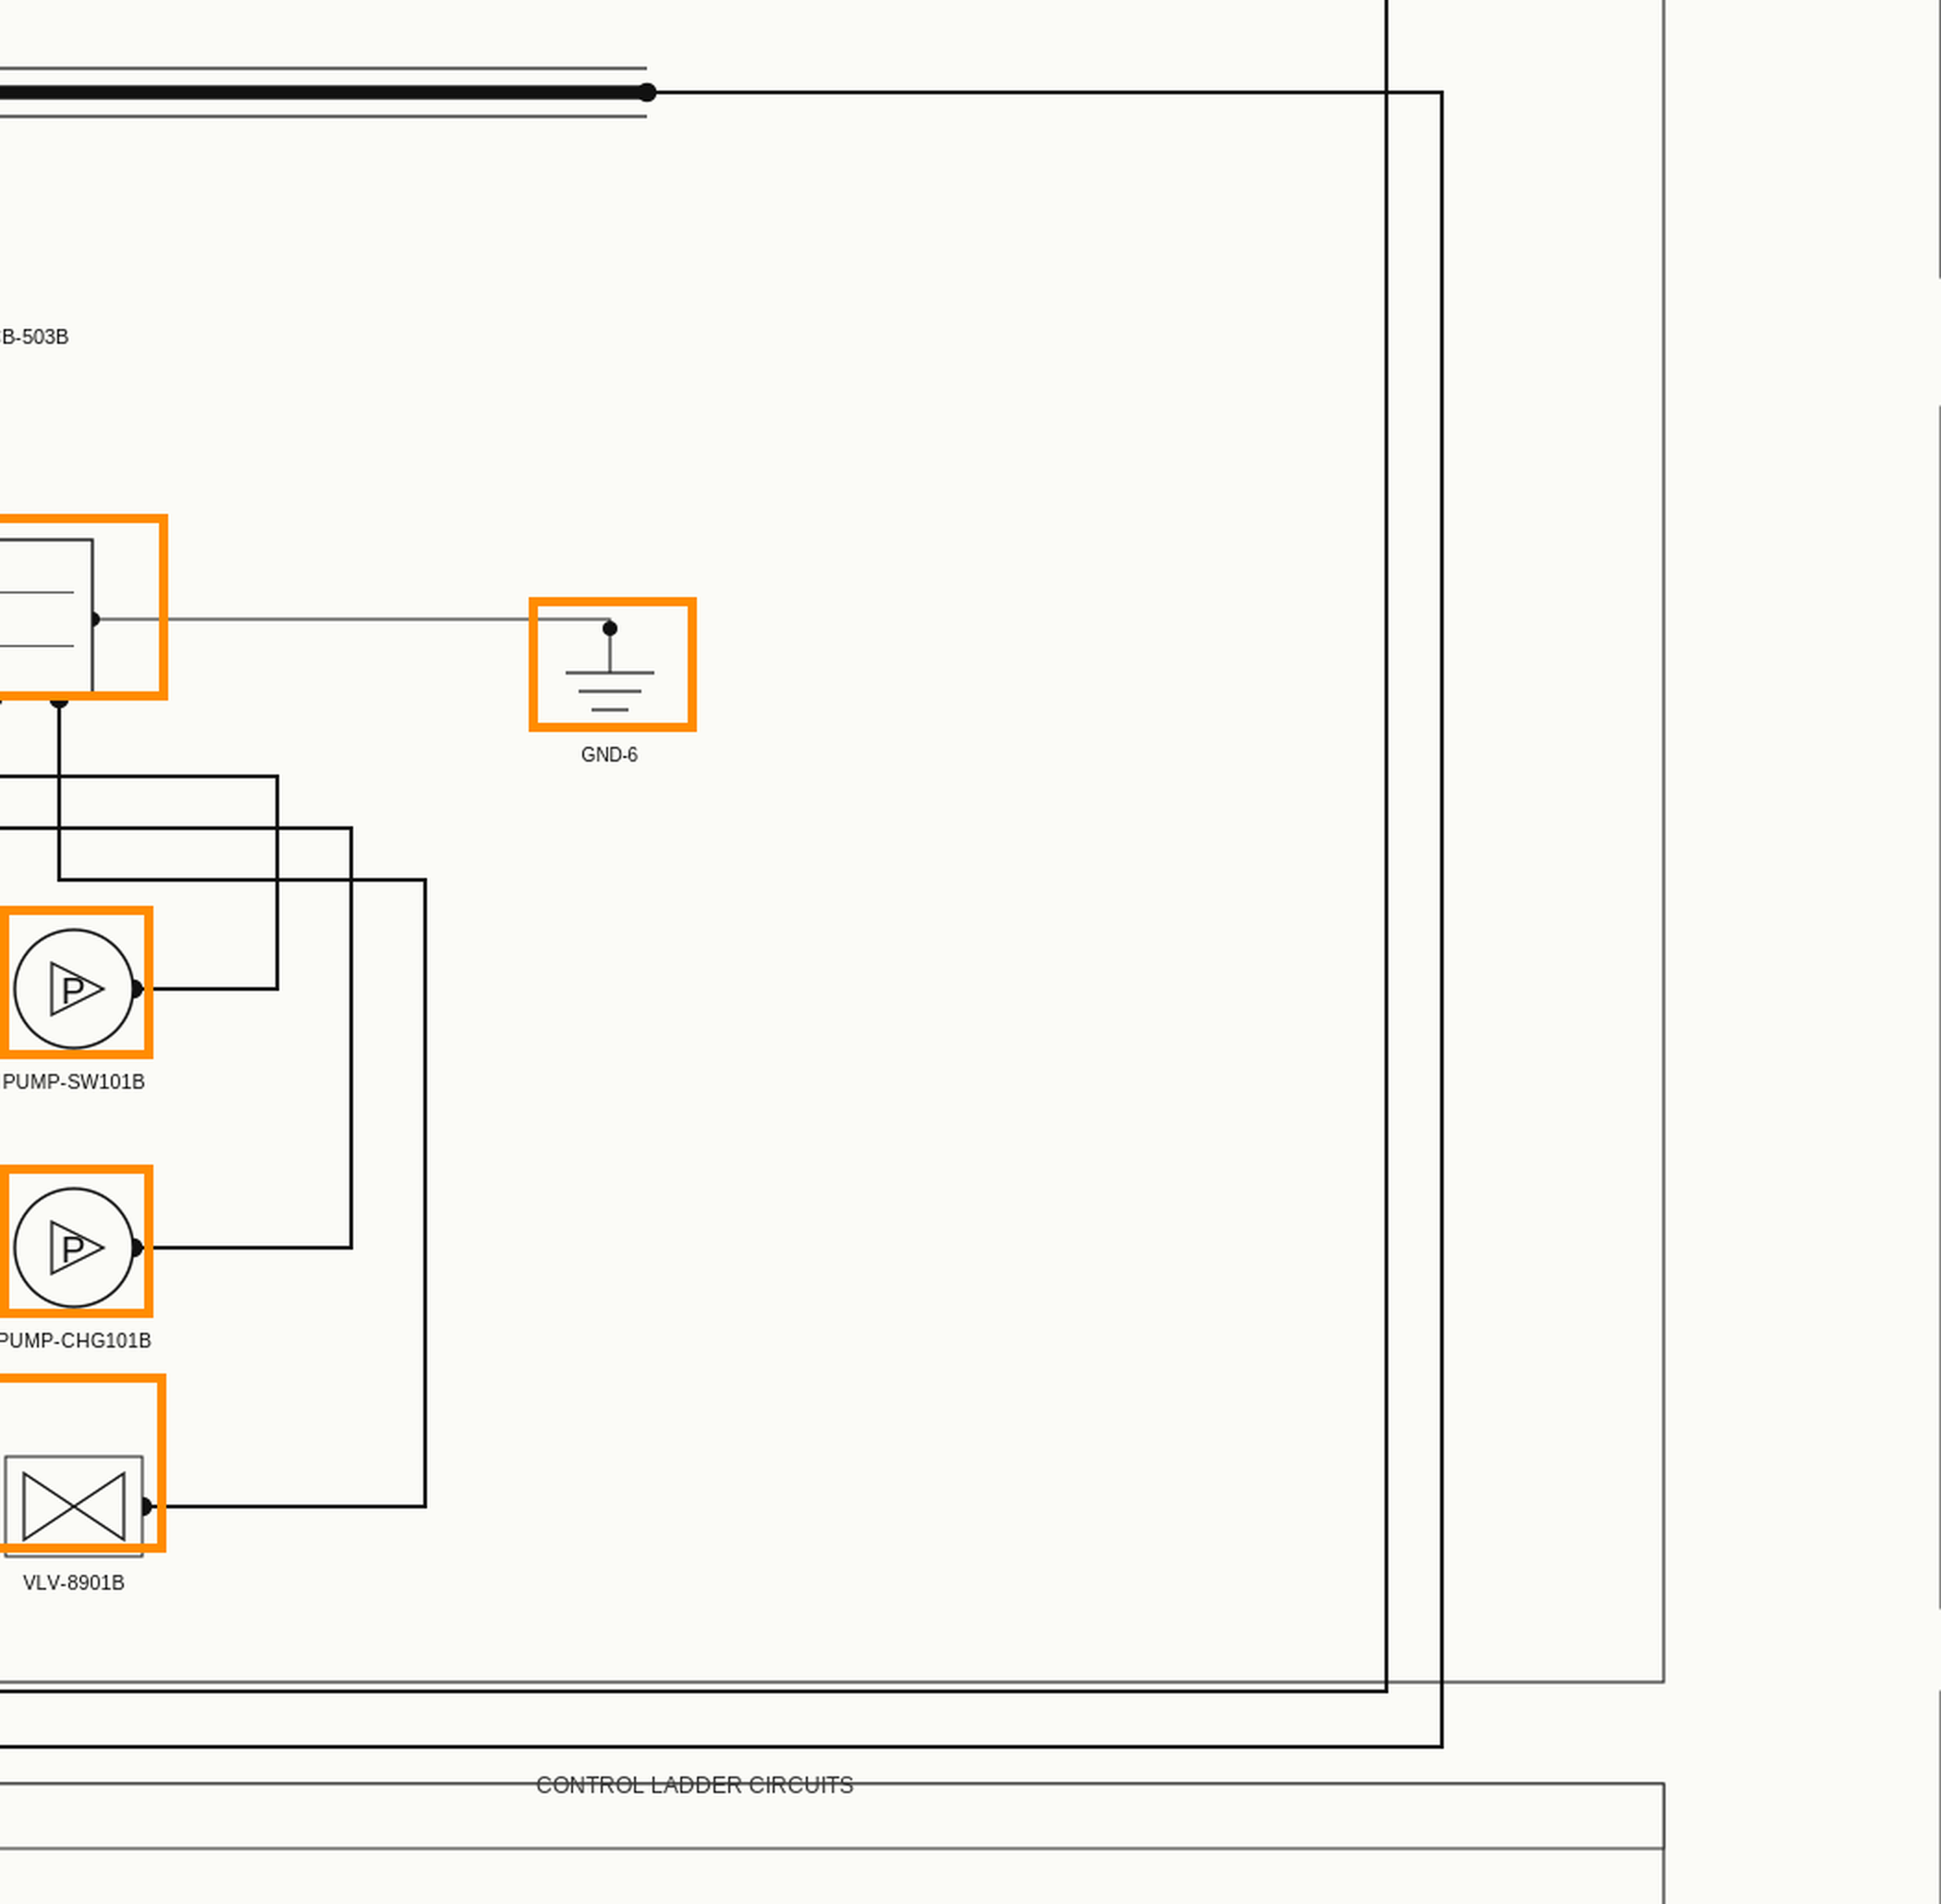 B-503B
GND-6
P
PUMP-SW101B
P
PUMP-CHG101B
VLV-8901B
CONTROL LADDER CIRCUITS